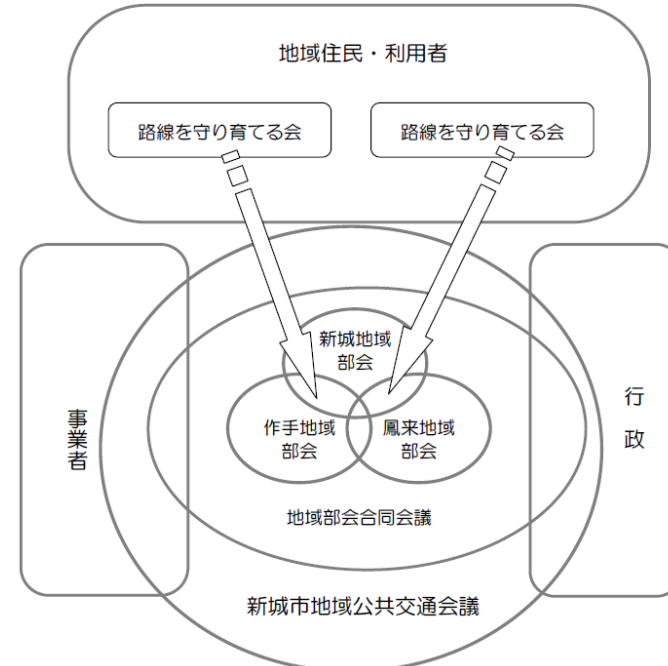 地域住民・利用者
路線を守り育てる会
路線を守り育てる会
新城地域
部会
作手地域
部会
鳳来地域
部会
事業者
行政
地域部会合同会議
新城市地域公共交通会議